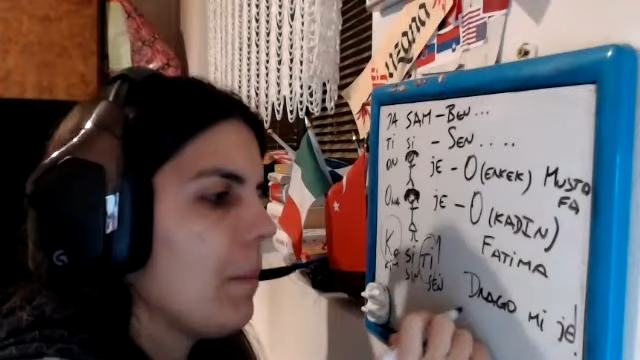 JA SAM - BEN ...
TI SI - SEN ....
ON JE - O (ERKEK) MUSTAFA
ONA JE - O (KADIN)
FATIMA
KO SI TI?
KIM SIN SEN
DRAGO MI JE
G